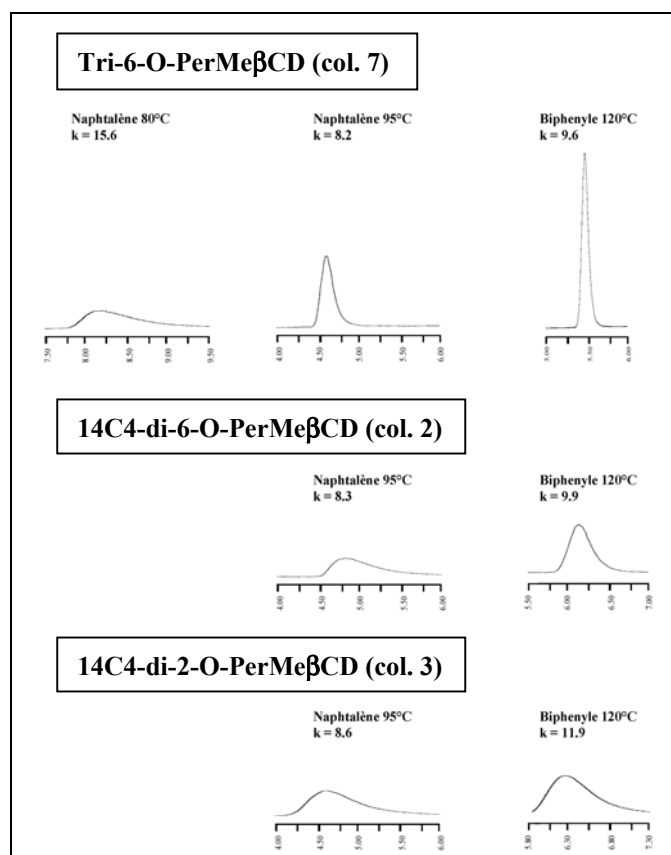 Tri-6-O-PerMeβCD (col. 7)
Naphtalène 80°C
k = 15.6
Naphtalène 95°C
k = 8.2
Biphenyle 120°C
k = 9.6
7.50 8.00 8.50 9.00 9.50
4.00 4.50 5.00 5.50 6.00
5.00 5.50 6.00
14C4-di-6-O-PerMeβCD (col. 2)
Naphtalène 95°C
k = 8.3
Biphenyle 120°C
k = 9.9
4.00 4.50 5.00 5.50 6.00
5.50 6.00 6.50 7.00
14C4-di-2-O-PerMeβCD (col. 3)
Naphtalène 95°C
k = 8.6
Biphenyle 120°C
k = 11.9
4.00 4.50 5.00 5.50 6.00
5.80 6.30 6.80 7.30